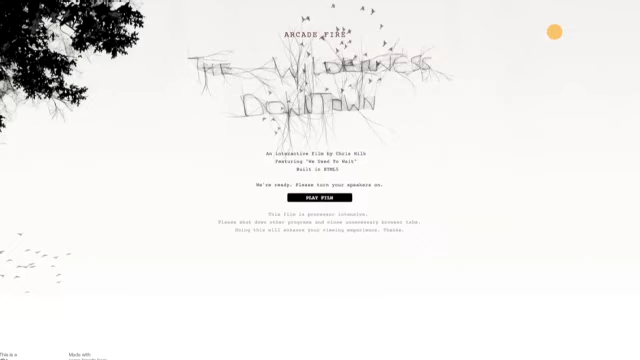 ARCADE FIRE
THE WILDERNESS
DOWNTOWN
An interactive film by Chris Milk
Featuring "We Used To Wait"
Built in HTML5
We're ready. Please turn your speakers on.
PLAY FILM
This film is processor intensive.
Please shut down other programs and close unnecessary browser tabs.
Doing this will enhance your viewing experience. Thanks.
This is a
Made with